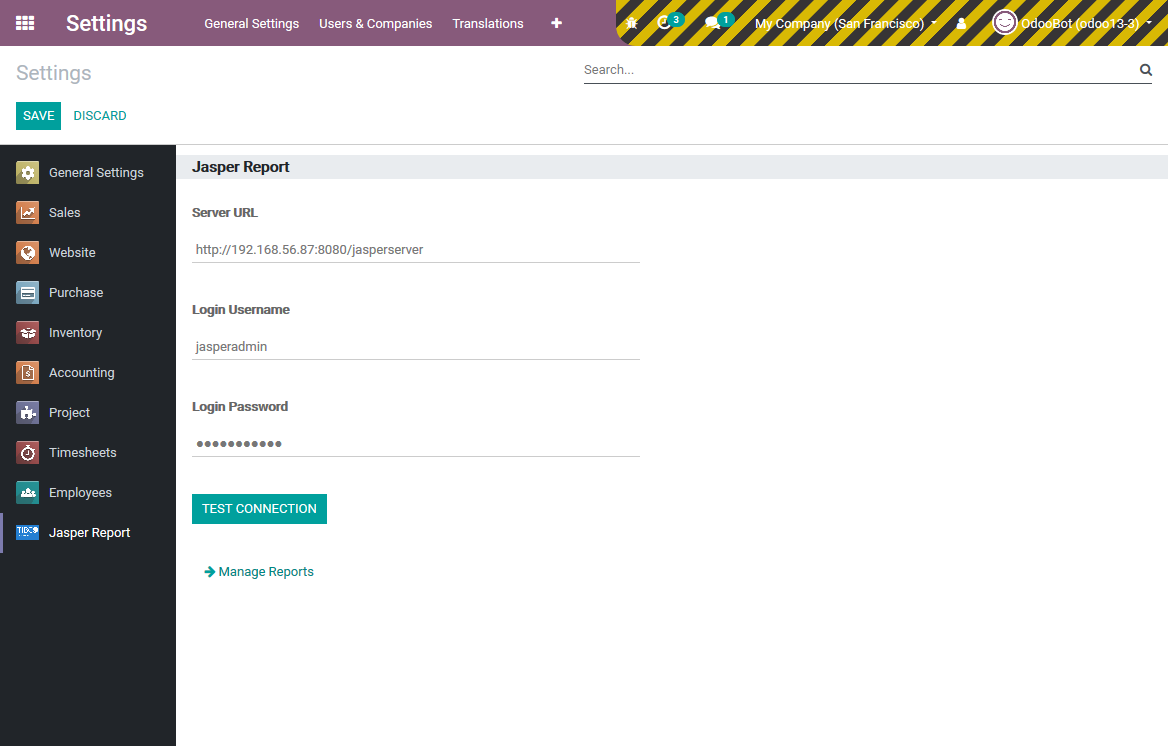 Settings General Settings Users & Companies Translations 3 1 My Company (San Francisco) OdooBot (odoo13-3)
Settings
Search...
SAVE DISCARD
General Settings
Sales
Website
Purchase
Inventory
Accounting
Project
Timesheets
Employees
Jasper Report
Jasper Report
Server URL
http://192.168.56.87:8080/jasperserver
Login Username
jasperadmin
Login Password
•••••••••••
TEST CONNECTION
Manage Reports